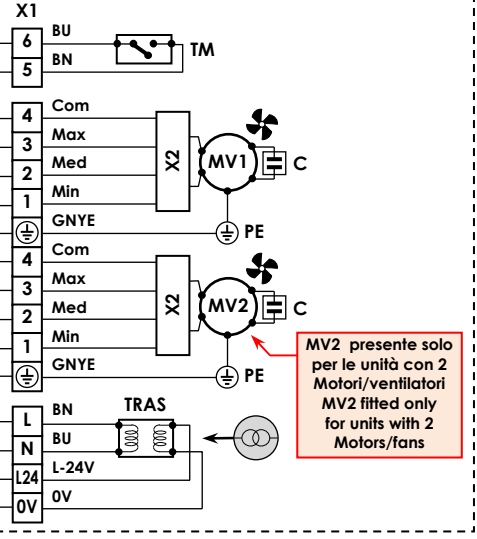 X1
6 BU
TM
5 BN
4 Com
3 Max
2 Med
1 Min
GNYE
X2
MV1
C
PE
4 Com
3 Max
2 Med
1 Min
GNYE
X2
MV2
C
PE
MV2 presente solo
per le unità con 2
Motori/ventilatori
MV2 fitted only
for units with 2
Motors/fans
L BN
N BU
L24 L-24V
0V 0V
TRAS